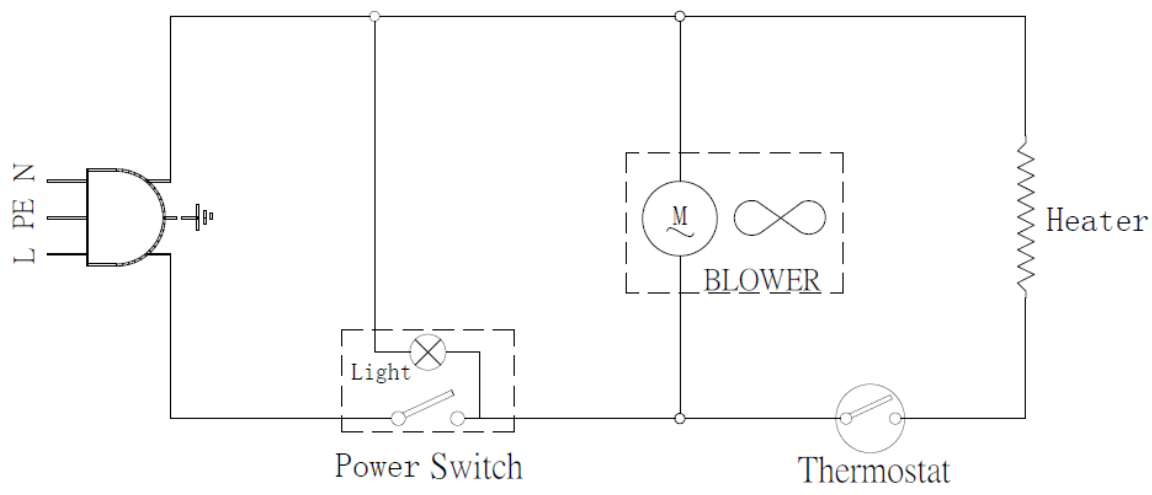 N
PE
L
M
BLOWER
Heater
Light
Power Switch
Thermostat